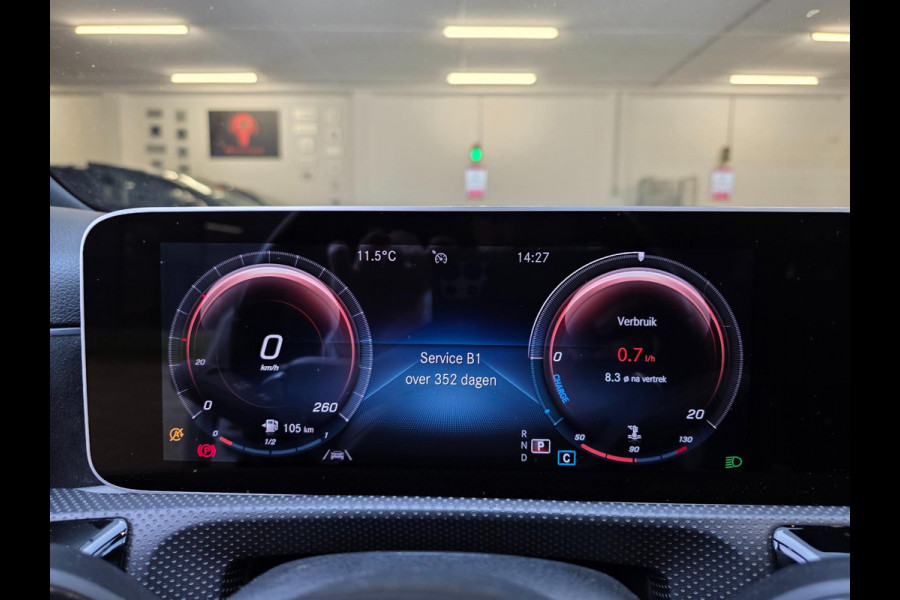 11.5°C
14:27
0
km/h
20
0
260
Service B1
over 352 dagen
Verbruik
0.7 l/h
8.3 ø na vertrek
0
CHARGE
20
105 km
0
1/2
1
R
N
P
D
C
50
90
130